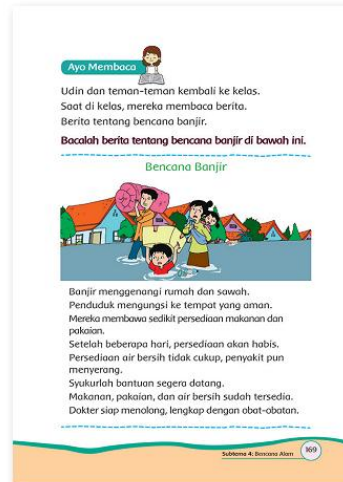 Ayo Membaca
Udin dan teman-teman kembali ke kelas.
Saat di kelas, mereka membaca berita.
Berita tentang bencana banjir.
Bacalah berita tentang bencana banjir di bawah ini.
Bencana Banjir
Banjir menggenangi rumah dan sawah.
Penduduk mengungsi ke tempat yang aman.
Mereka membawa sedikit persediaan makanan dan
pakaian.
Setelah beberapa hari, persediaan akan habis.
Persediaan air bersih tidak cukup, penyakit pun
menyerang.
Syukurlah bantuan segera datang.
Makanan, pakaian, dan air bersih sudah tersedia.
Dokter siap menolong, lengkap dengan obat-obatan.
Subtema 4: Bencana Alam
169